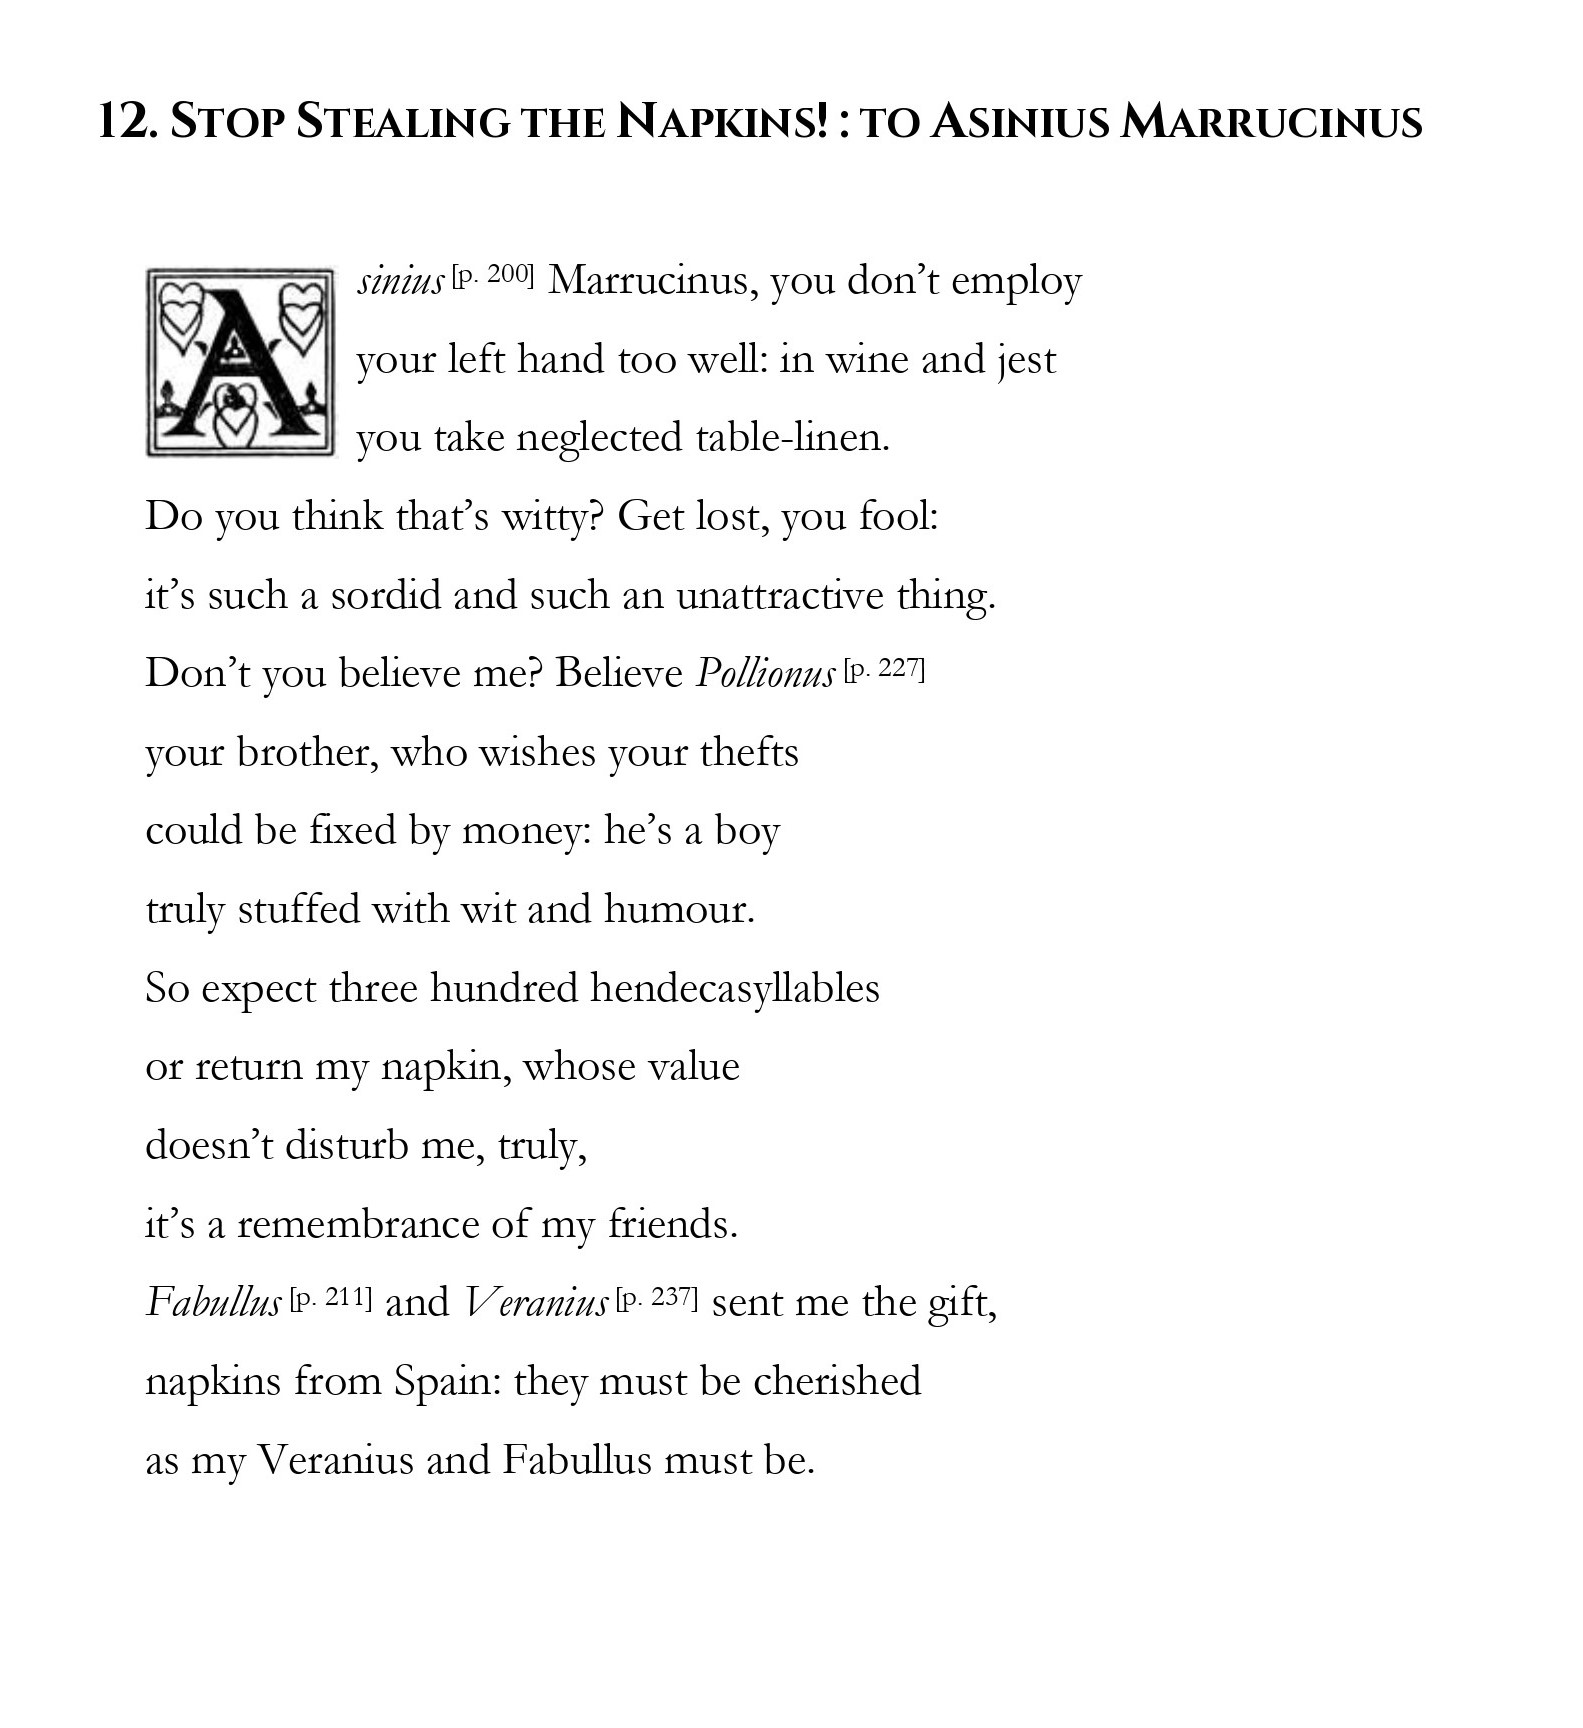 12. Stop Stealing the Napkins! : to Asinius Marrucinus
Asinius [p. 200] Marrucinus, you don’t employ
your left hand too well: in wine and jest
you take neglected table-linen.
Do you think that’s witty? Get lost, you fool:
it’s such a sordid and such an unattractive thing.
Don’t you believe me? Believe Pollionus [p. 227]
your brother, who wishes your thefts
could be fixed by money: he’s a boy
truly stuffed with wit and humour.
So expect three hundred hendecasyllables
or return my napkin, whose value
doesn’t disturb me, truly,
it’s a remembrance of my friends.
Fabullus [p. 211] and Veranius [p. 237] sent me the gift,
napkins from Spain: they must be cherished
as my Veranius and Fabullus must be.